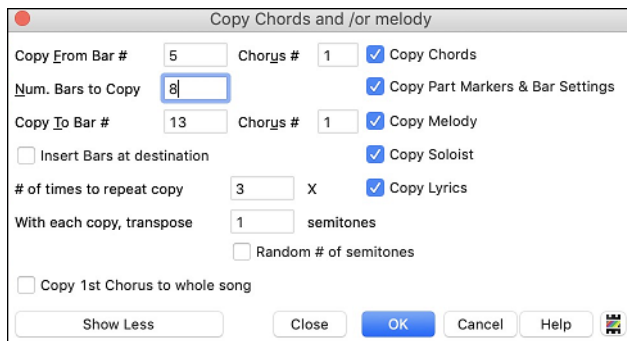 Copy Chords and /or melody
Copy From Bar # 5 Chorus # 1 Copy Chords
Num. Bars to Copy 8 Copy Part Markers & Bar Settings
Copy To Bar # 13 Chorus # 1 Copy Melody
Insert Bars at destination Copy Soloist
# of times to repeat copy 3 X Copy Lyrics
With each copy, transpose 1 semitones
Random # of semitones
Copy 1st Chorus to whole song
Show Less Close OK Cancel Help